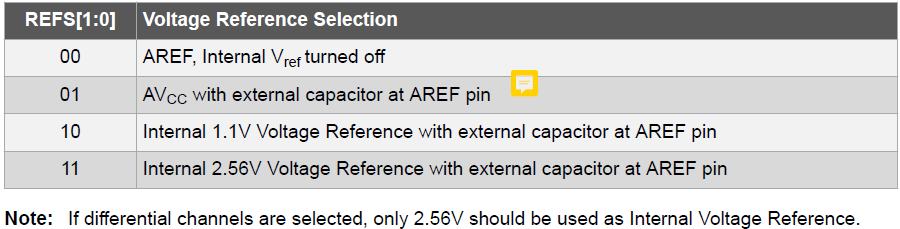 REFS[1:0] Voltage Reference Selection
00 AREF, Internal Vref turned off
01 AVCC with external capacitor at AREF pin
10 Internal 1.1V Voltage Reference with external capacitor at AREF pin
11 Internal 2.56V Voltage Reference with external capacitor at AREF pin
Note: If differential channels are selected, only 2.56V should be used as Internal Voltage Reference.